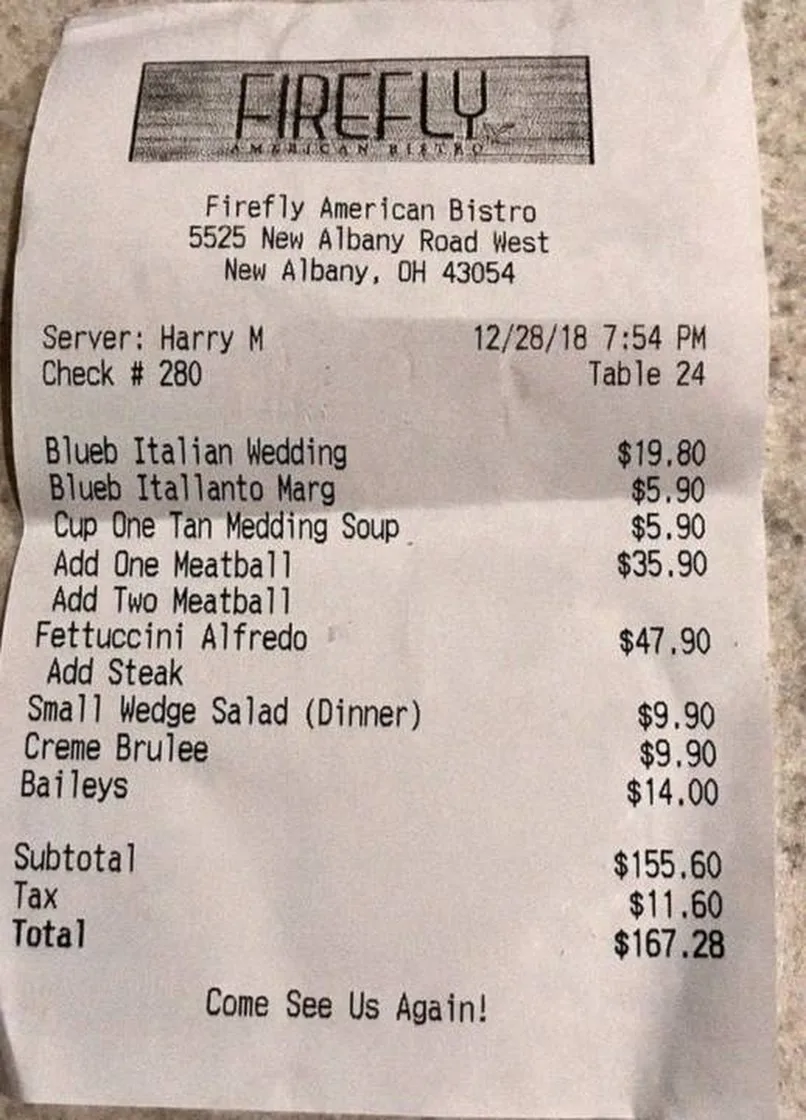 FIREFLY
AMERICAN BISTRO
Firefly American Bistro
5525 New Albany Road West
New Albany, OH 43054
Server: Harry M 12/28/18 7:54 PM
Check # 280 Table 24
Blueb Italian Wedding $19.80
Blueb Itallanto Marg $5.90
Cup One Tan Medding Soup $5.90
Add One Meatball $35.90
Add Two Meatball
Fettuccini Alfredo $47.90
Add Steak
Small Wedge Salad (Dinner) $9.90
Creme Brulee $9.90
Baileys $14.00
Subtotal $155.60
Tax $11.60
Total $167.28
Come See Us Again!